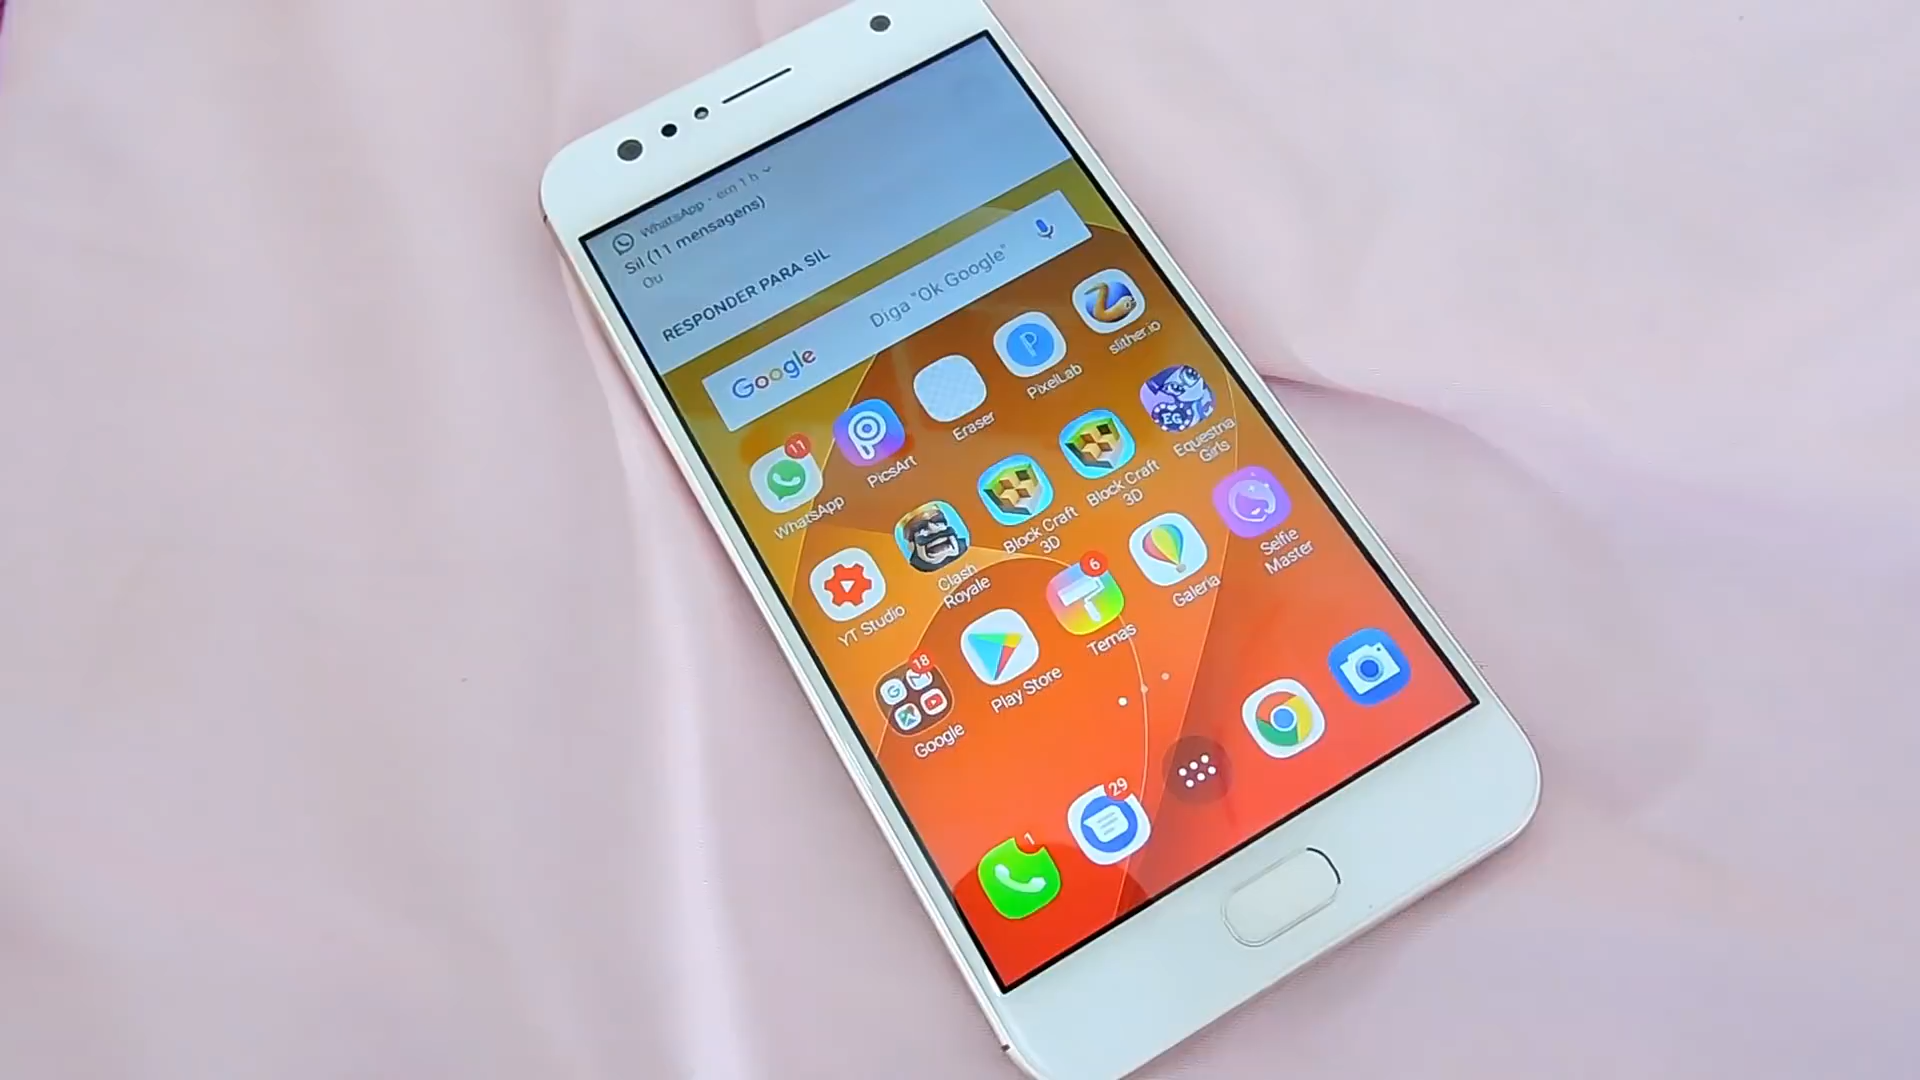 WhatsApp · em 1 h
Sil (11 mensagens)
Ou
RESPONDER PARA SIL
Google
Diga "Ok Google"
11
WhatsApp
PicsArt
Eraser
P
PixelLab
slither.io
YT Studio
Clash
Royale
Block Craft
3D
Block Craft
3D
EG
Equestria
Girls
18
G
Google
Play Store
6
Temas
Galeria
Selfie
Master
1
29